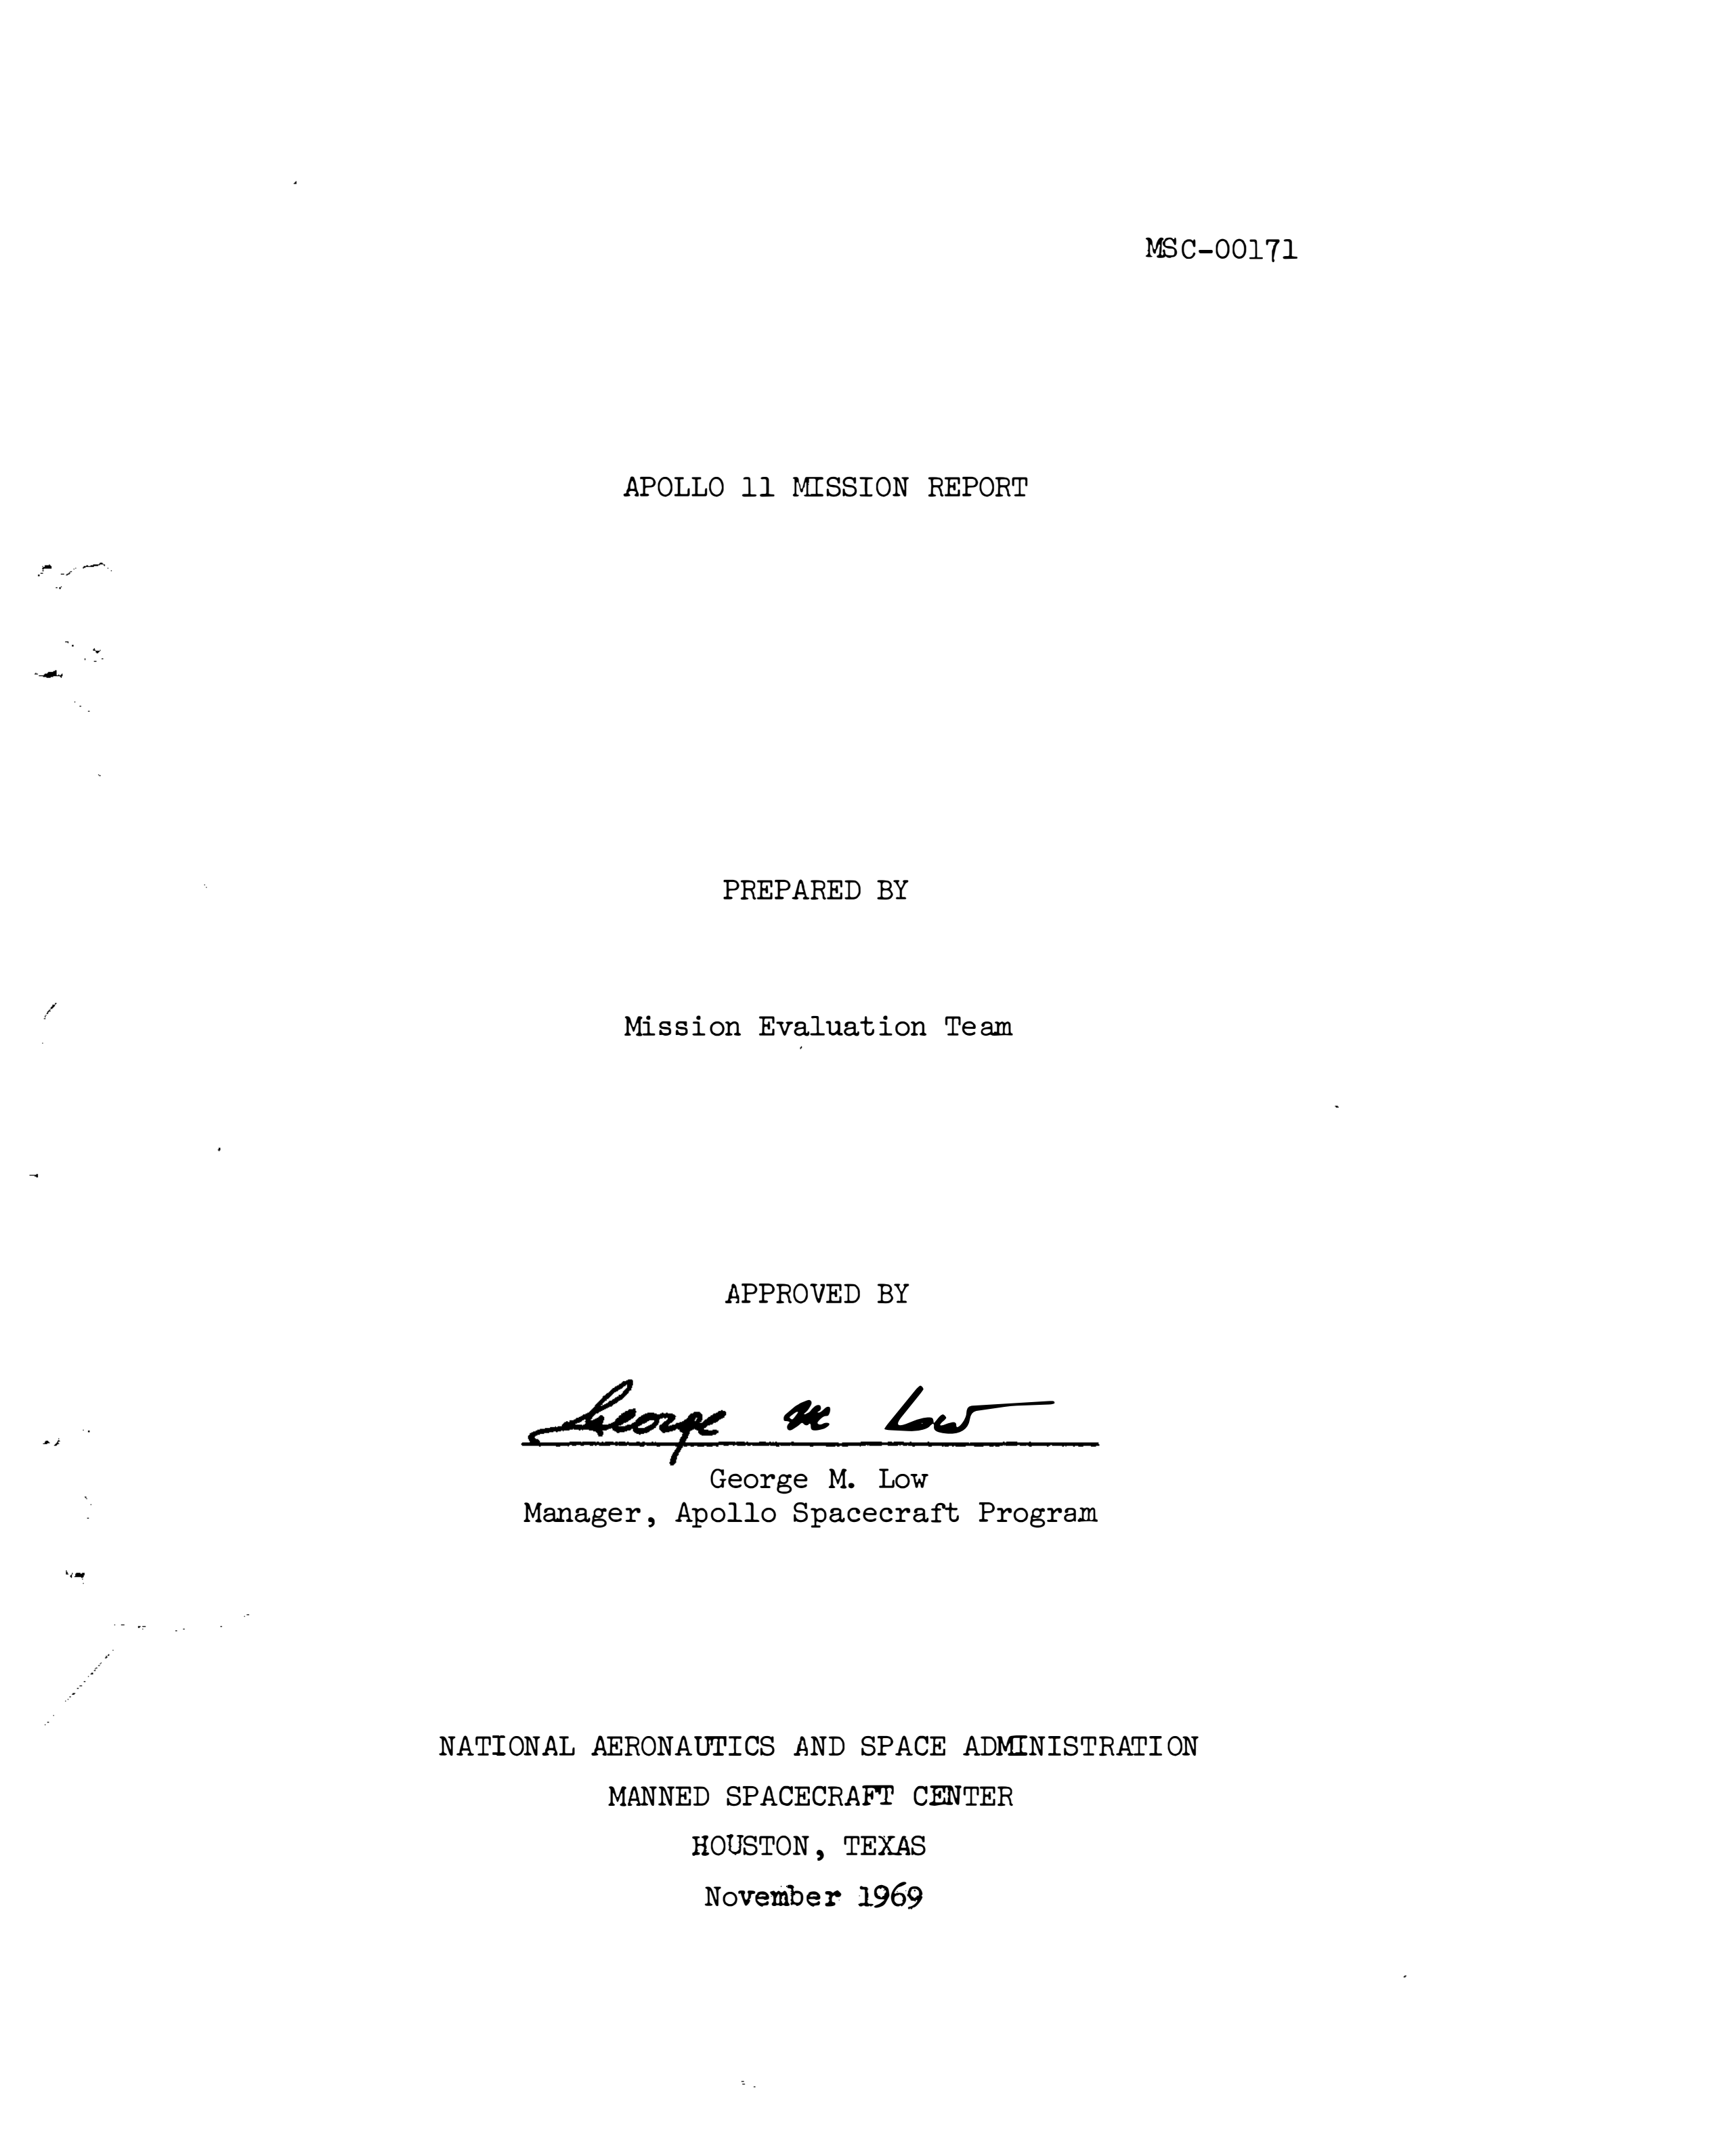 MSC-00171
APOLLO 11 MISSION REPORT
PREPARED BY
Mission Evaluation Team
APPROVED BY
George M Low
George M. Low
Manager, Apollo Spacecraft Program
NATIONAL AERONAUTICS AND SPACE ADMINISTRATION
MANNED SPACECRAFT CENTER
HOUSTON, TEXAS
November 1969